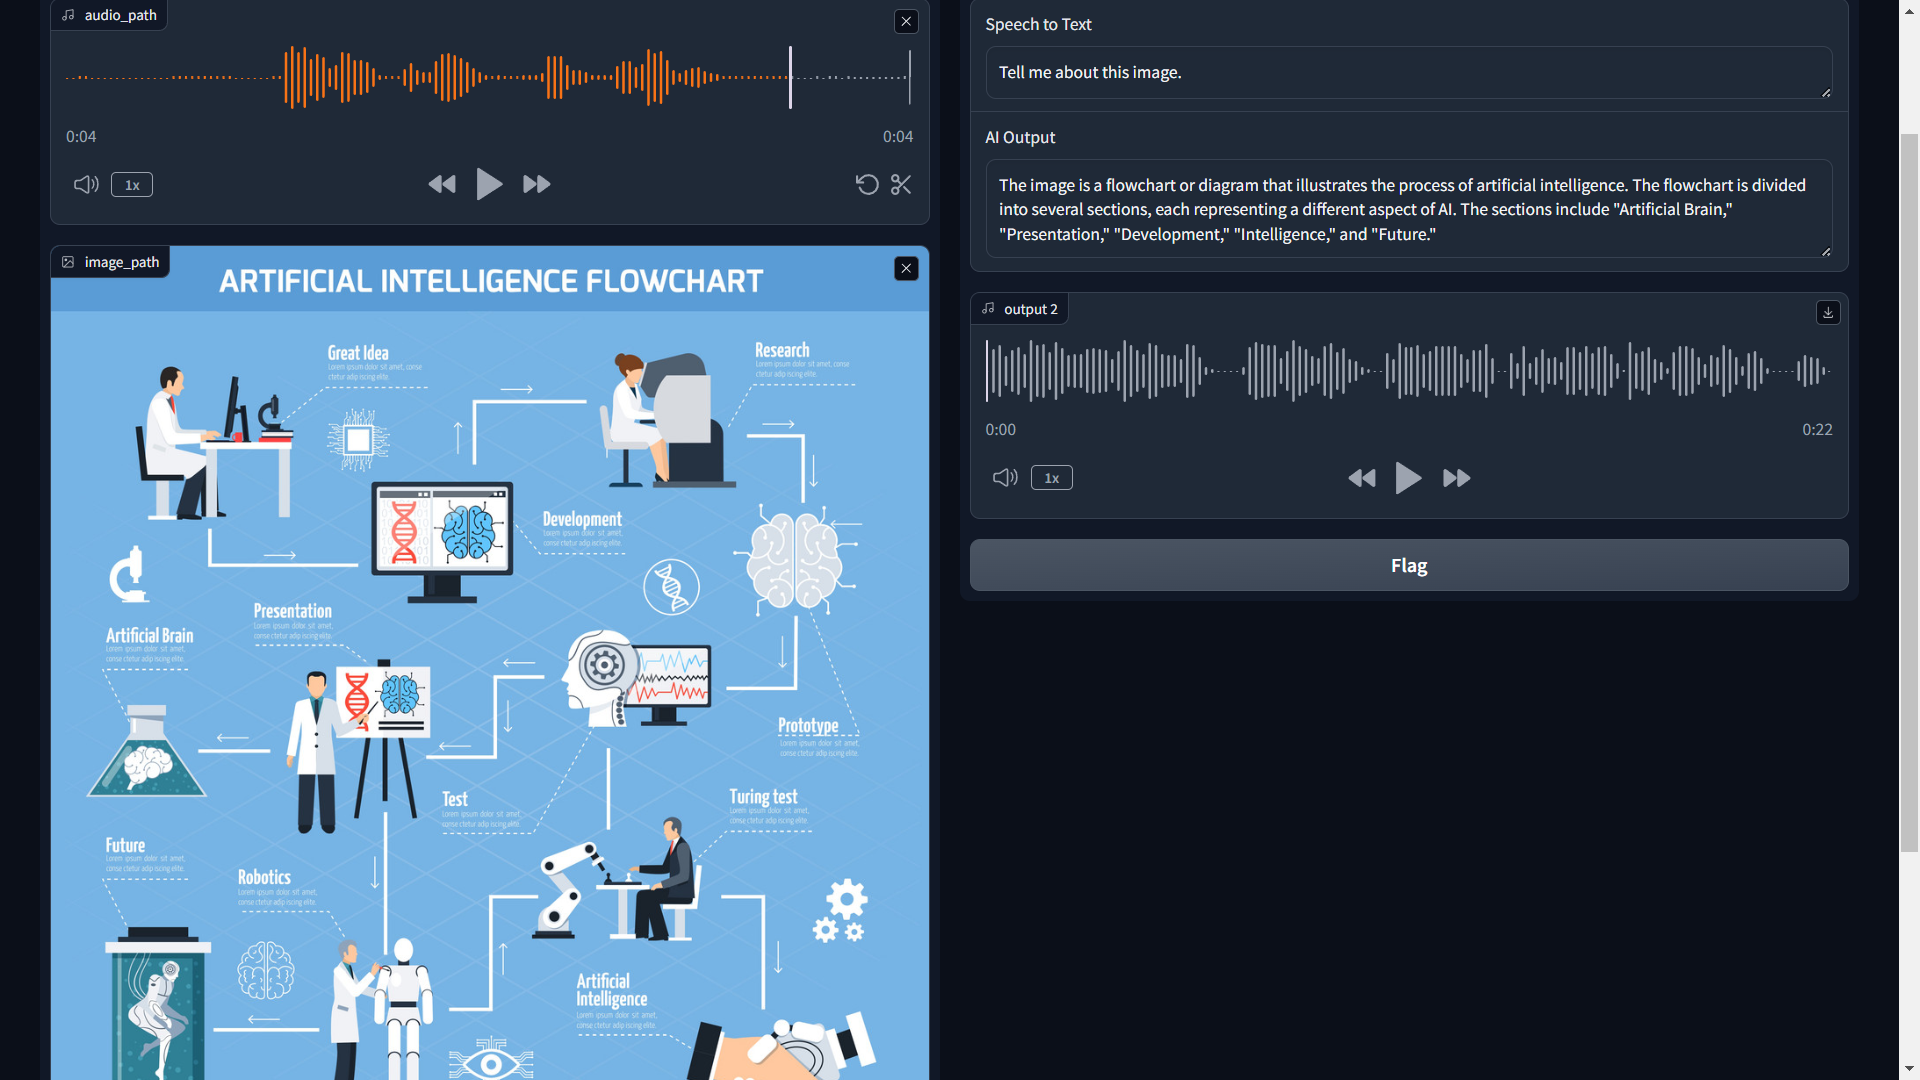 audio_path
0:04
0:04
1x
image_path
ARTIFICIAL INTELLIGENCE FLOWCHART
Great Idea
Lorem ipsum dolor sit amet, conse
ctetur adip iscing elite.
Research
Lorem ipsum dolor sit amet, conse
ctetur adip iscing elite.
Development
Lorem ipsum dolor sit amet,
conse ctetur adip iscing elite.
Presentation
Lorem ipsum dolor sit amet,
conse ctetur adip iscing elite.
Artificial Brain
Lorem ipsum dolor sit amet,
conse ctetur adip iscing elite.
Prototype
Lorem ipsum dolor sit amet,
conse ctetur adip iscing elite.
Test
Lorem ipsum dolor sit amet,
conse ctetur adip iscing elite.
Turing test
Lorem ipsum dolor sit amet,
conse ctetur adip iscing elite.
Future
Lorem ipsum dolor sit amet,
conse ctetur adip iscing elite.
Robotics
Lorem ipsum dolor sit amet,
conse ctetur adip iscing elite.
Artificial
Intelligence
Lorem ipsum dolor sit amet,
conse ctetur adip iscing elite.
Speech to Text
Tell me about this image.
AI Output
The image is a flowchart or diagram that illustrates the process of artificial intelligence. The flowchart is divided
into several sections, each representing a different aspect of AI. The sections include "Artificial Brain,"
"Presentation," "Development," "Intelligence," and "Future."
output 2
0:00
0:22
1x
Flag